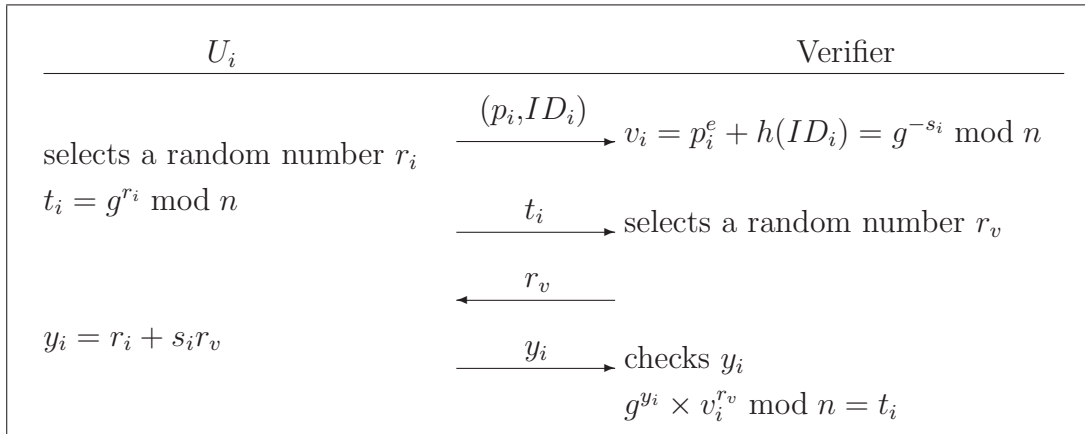 U_i Verifier
(p_i,ID_i)
v_i = p_i^e + h(ID_i) = g^{-s_i} mod n
selects a random number r_i
t_i = g^{r_i} mod n
t_i
selects a random number r_v
r_v
y_i = r_i + s_i r_v
y_i
checks y_i
g^{y_i} × v_i^{r_v} mod n = t_i